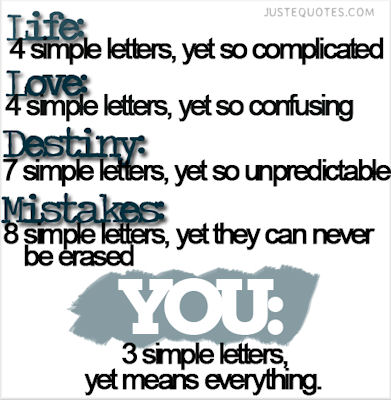 JUSTEQUOTES.COM
Life:
4 simple letters, yet so complicated
Love:
4 simple letters, yet so confusing
Destiny:
7 simple letters, yet so unpredictable
Mistakes:
8 simple letters, yet they can never
be erased
YOU:
3 simple letters,
yet means everything.